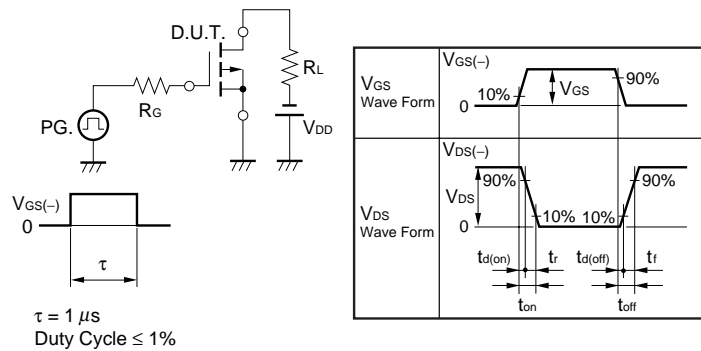 D.U.T.
RL
RG
PG.
VDD
VGS(−)
0
τ
τ = 1 μs
Duty Cycle ≤ 1%
VGS
Wave Form
VGS(−)
10%
0
VGS
90%
VDS
Wave Form
VDS(−)
90%
VDS
0
10%
10%
90%
td(on)
tr
td(off)
tf
ton
toff